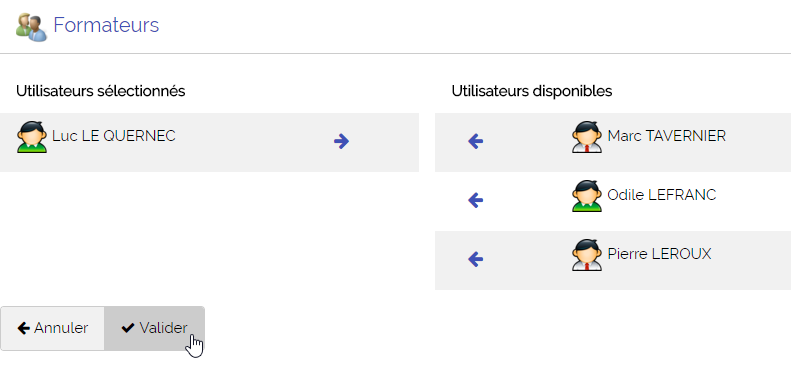 Formateurs
Utilisateurs sélectionnés
Utilisateurs disponibles
Luc LE QUERNEC
Marc TAVERNIER
Odile LEFRANC
Pierre LEROUX
Annuler
Valider